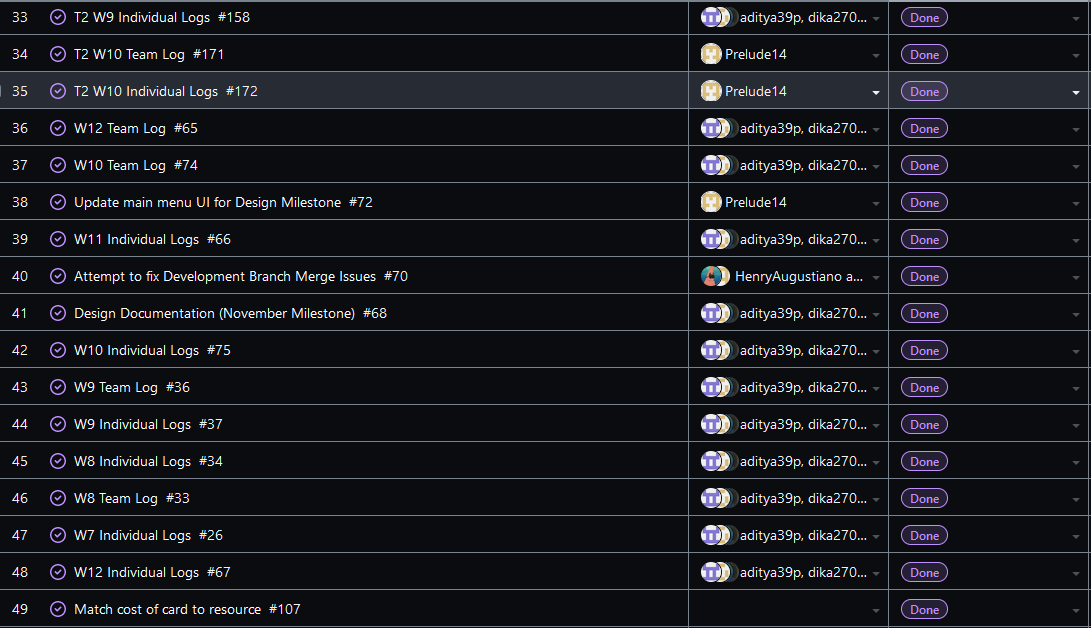 33 T2 W9 Individual Logs #158 aditya39p, dika270... Done
34 T2 W10 Team Log #171 Prelude14 Done
35 T2 W10 Individual Logs #172 Prelude14 Done
36 W12 Team Log #65 aditya39p, dika270... Done
37 W10 Team Log #74 aditya39p, dika270... Done
38 Update main menu UI for Design Milestone #72 Prelude14 Done
39 W11 Individual Logs #66 aditya39p, dika270... Done
40 Attempt to fix Development Branch Merge Issues #70 HenryAugustiano a... Done
41 Design Documentation (November Milestone) #68 aditya39p, dika270... Done
42 W10 Individual Logs #75 aditya39p, dika270... Done
43 W9 Team Log #36 aditya39p, dika270... Done
44 W9 Individual Logs #37 aditya39p, dika270... Done
45 W8 Individual Logs #34 aditya39p, dika270... Done
46 W8 Team Log #33 aditya39p, dika270... Done
47 W7 Individual Logs #26 aditya39p, dika270... Done
48 W12 Individual Logs #67 aditya39p, dika270... Done
49 Match cost of card to resource #107 Done